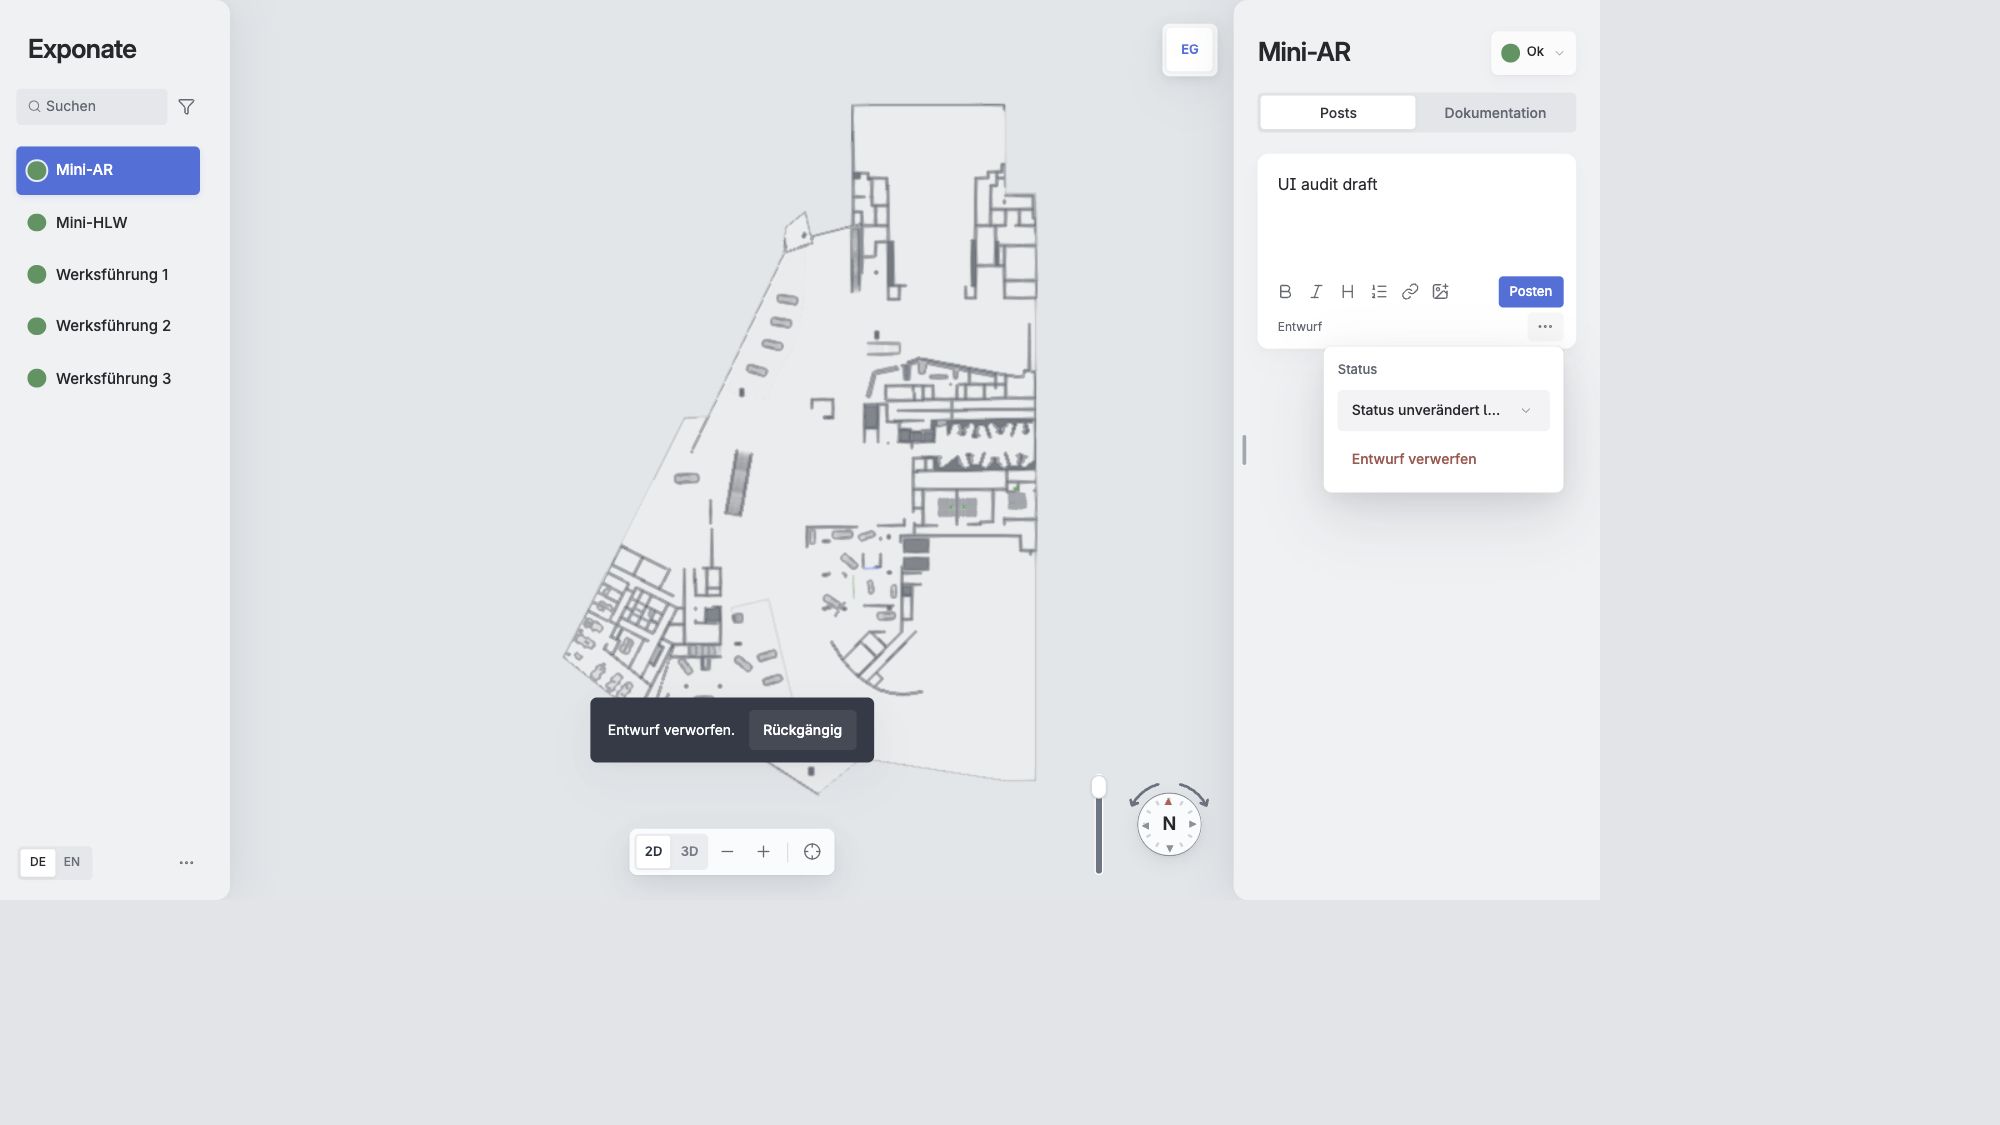 Exponate
Suchen
Mini-AR
Mini-HLW
Werksführung 1
Werksführung 2
Werksführung 3
DE
EN
EG
Entwurf verworfen.
Rückgängig
2D
3D
N
Mini-AR
Ok
Posts
Dokumentation
UI audit draft
B I H
Posten
Entwurf
Status
Status unverändert l...
Entwurf verwerfen